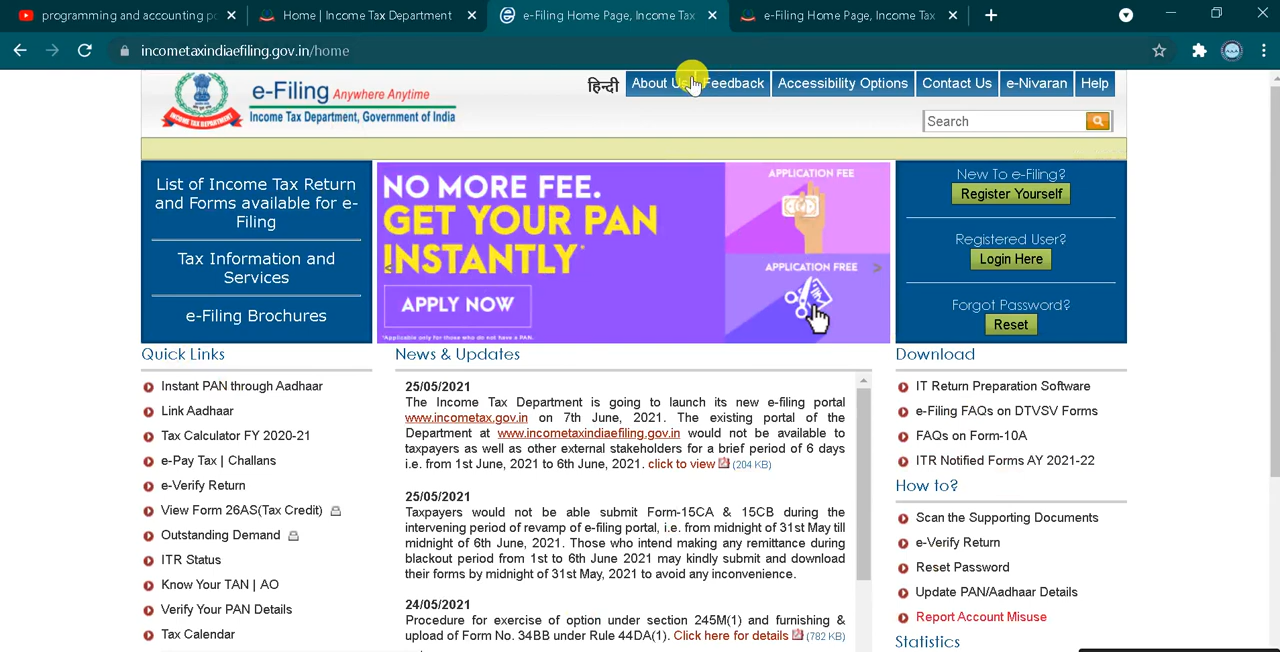 programming and accounting po
Home | Income Tax Department
e-Filing Home Page, Income Tax
e-Filing Home Page, Income Tax
incometaxindiaefiling.gov.in/home
e-Filing Anywhere Anytime
Income Tax Department, Government of India
INCOME TAX DEPARTMENT
हिन्दी
About Us
Feedback
Accessibility Options
Contact Us
e-Nivaran
Help
Search
List of Income Tax Return
and Forms available for e-
Filing
Tax Information and
Services
e-Filing Brochures
NO MORE FEE.
GET YOUR PAN
INSTANTLY*
APPLY NOW
*Applicable only for those who do not have a PAN.
APPLICATION FEE
APPLICATION FREE
New To e-Filing?
Register Yourself
Registered User?
Login Here
Forgot Password?
Reset
Quick Links
Instant PAN through Aadhaar
Link Aadhaar
Tax Calculator FY 2020-21
e-Pay Tax | Challans
e-Verify Return
View Form 26AS(Tax Credit)
Outstanding Demand
ITR Status
Know Your TAN | AO
Verify Your PAN Details
Tax Calendar
News & Updates
25/05/2021
The Income Tax Department is going to launch its new e-filing portal
www.incometax.gov.in on 7th June, 2021. The existing portal of the
Department at www.incometaxindiaefiling.gov.in would not be available to
taxpayers as well as other external stakeholders for a brief period of 6 days
i.e. from 1st June, 2021 to 6th June, 2021. click to view (204 KB)
25/05/2021
Taxpayers would not be able submit Form-15CA & 15CB during the
intervening period of revamp of e-filing portal, i.e. from midnight of 31st May till
midnight of 6th June, 2021. Those who intend making any remittance during
blackout period from 1st to 6th June 2021 may kindly submit and download
their forms by midnight of 31st May, 2021 to avoid any inconvenience.
24/05/2021
Procedure for exercise of option under section 245M(1) and furnishing &
upload of Form No. 34BB under Rule 44DA(1). Click here for details (782 KB)
Download
IT Return Preparation Software
e-Filing FAQs on DTVSV Forms
FAQs on Form-10A
ITR Notified Forms AY 2021-22
How to?
Scan the Supporting Documents
e-Verify Return
Reset Password
Update PAN/Aadhaar Details
Report Account Misuse
Statistics